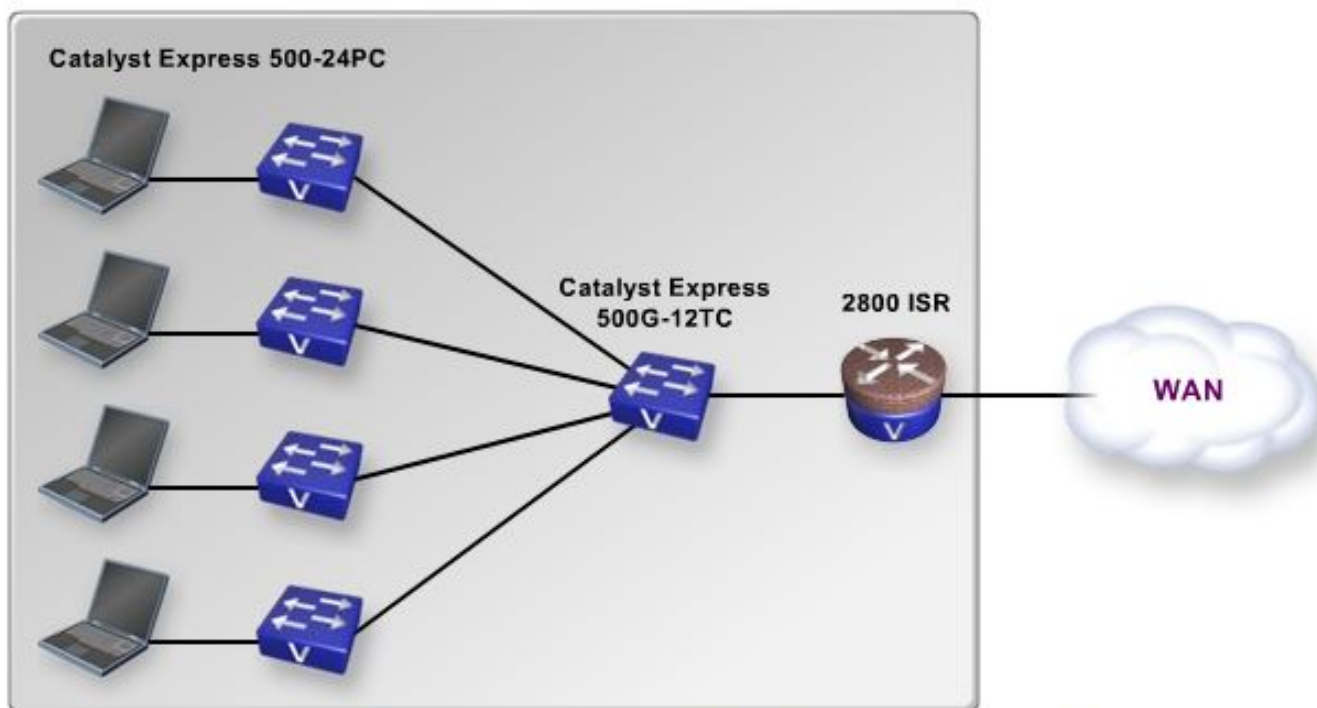 Catalyst Express 500-24PC
V
V
V
V
Catalyst Express
500G-12TC
V
2800 ISR
V
WAN